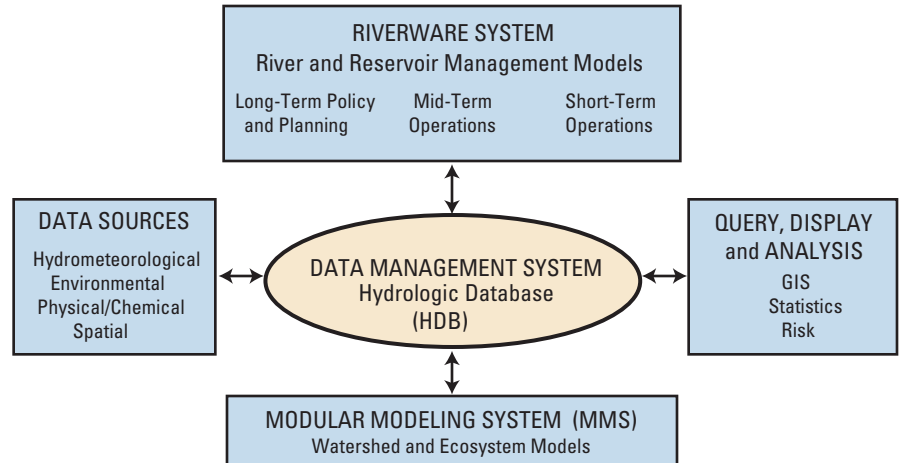 RIVERWARE SYSTEM
River and Reservoir Management Models
Long-Term Policy
and Planning
Mid-Term
Operations
Short-Term
Operations
DATA SOURCES
Hydrometeorological
Environmental
Physical/Chemical
Spatial
DATA MANAGEMENT SYSTEM
Hydrologic Database
(HDB)
QUERY, DISPLAY
and ANALYSIS
GIS
Statistics
Risk
MODULAR MODELING SYSTEM (MMS)
Watershed and Ecosystem Models